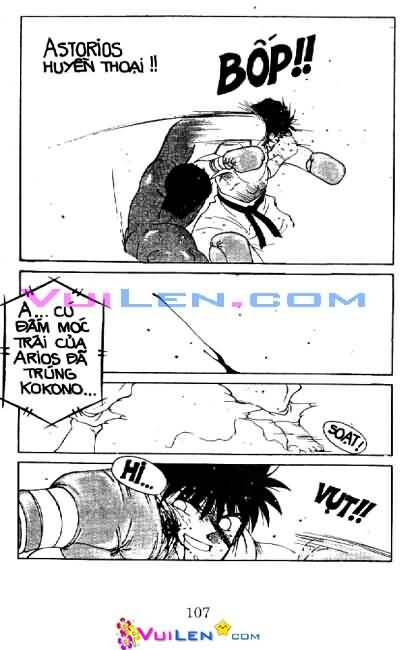 ASTORIOS
HUYỀN THOẠI !!
BỐP!!
VUILEN.COM
A... CÚ
ĐẤM MÓC
TRÁI CỦA
ARIOS ĐÃ
TRÚNG
KOKONO...
SOẠT!
HI...
VỤT!!
107
VUILEN.COM